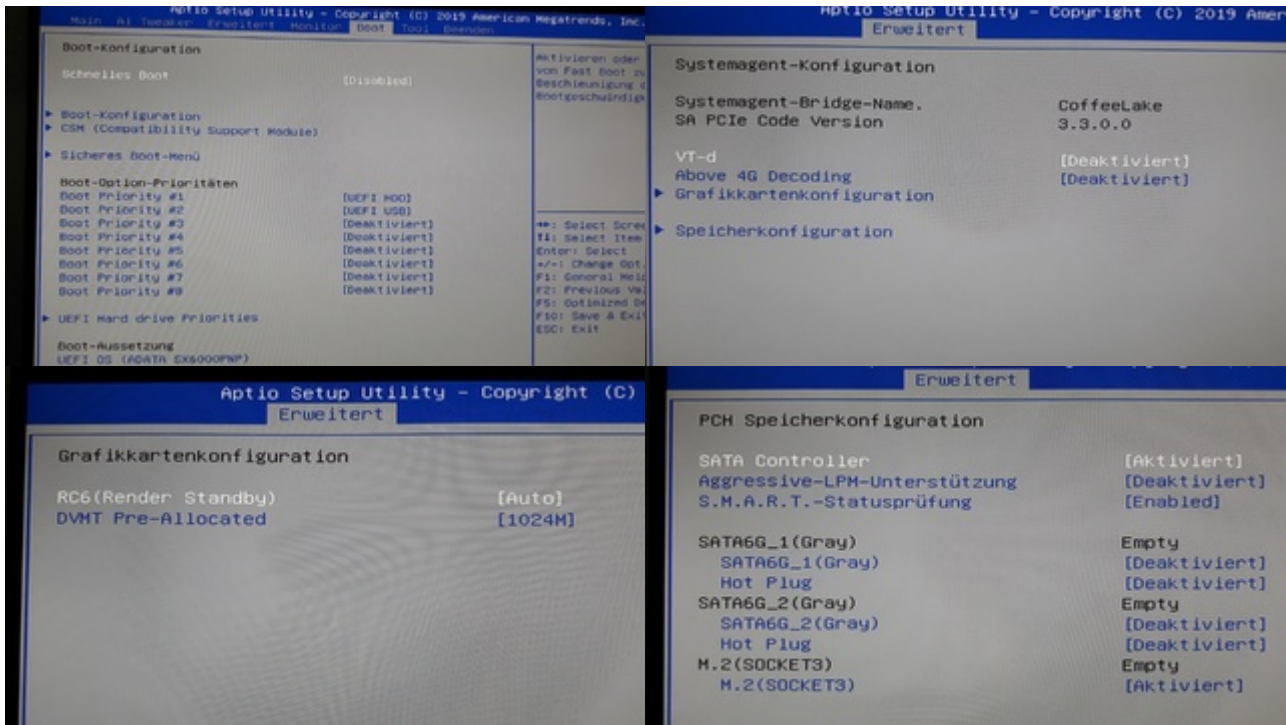 Aptio Setup Utility – Copyright (C) 2019 American Megatrends, Inc.
Main Ai Tweaker Erweitert Monitor Boot Tool Beenden
Boot-Konfiguration
Schnelles Boot [Disabled]
Boot-Konfiguration
CSM (Compatibility Support Module)
Sicheres Boot-Menü
Boot-Option-Prioritäten
Boot Priority #1 [UEFI HDD]
Boot Priority #2 [UEFI USB]
Boot Priority #3 [Deaktiviert]
Boot Priority #4 [Deaktiviert]
Boot Priority #5 [Deaktiviert]
Boot Priority #6 [Deaktiviert]
Boot Priority #7 [Deaktiviert]
Boot Priority #8 [Deaktiviert]
UEFI Hard drive Priorities
Boot-Aussetzung
UEFI OS (ADATA SX6000PNP)
Aktivieren oder
von Fast Boot zu
Beschleunigung d
Bootgeschwindigk
: Select Scree
: Select Item
Enter: Select
+/-: Change Opt.
F1: General Help
F2: Previous Val
F5: Optimized De
F10: Save & Exit
ESC: Exit
Aptio Setup Utility – Copyright (C) 2019 Amer
Erweitert
Systemagent-Konfiguration
Systemagent-Bridge-Name. CoffeeLake
SA PCIe Code Version 3.3.0.0
VT-d [Deaktiviert]
Above 4G Decoding [Deaktiviert]
Grafikkartenkonfiguration
Speicherkonfiguration
Aptio Setup Utility – Copyright (C)
Erweitert
Grafikkartenkonfiguration
RC6(Render Standby) [Auto]
DVMT Pre-Allocated [1024M]
Erweitert
PCH Speicherkonfiguration
SATA Controller [Aktiviert]
Aggressive-LPM-Unterstützung [Deaktiviert]
S.M.A.R.T.-Statusprüfung [Enabled]
SATA6G_1(Gray) Empty
SATA6G_1(Gray) [Deaktiviert]
Hot Plug [Deaktiviert]
SATA6G_2(Gray) Empty
SATA6G_2(Gray) [Deaktiviert]
Hot Plug [Deaktiviert]
M.2(SOCKET3) Empty
M.2(SOCKET3) [Aktiviert]